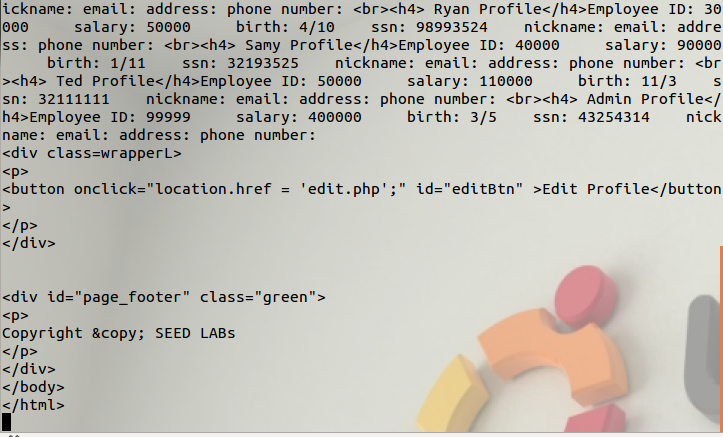 ickname: email: address: phone number: <br><h4> Ryan Profile</h4>Employee ID: 30
000     salary: 50000     birth: 4/10   ssn: 98993524    nickname: email: addre
ss: phone number: <br><h4> Samy Profile</h4>Employee ID: 40000     salary: 90000
     birth: 1/11   ssn: 32193525    nickname: email: address: phone number: <br
><h4> Ted Profile</h4>Employee ID: 50000     salary: 110000     birth: 11/3   s
sn: 32111111    nickname: email: address: phone number: <br><h4> Admin Profile</
h4>Employee ID: 99999     salary: 400000     birth: 3/5   ssn: 43254314    nick
name: email: address: phone number:
<div class=wrapperL>
<p>
<button onclick="location.href = 'edit.php';" id="editBtn" >Edit Profile</button
>
</p>
</div>
<div id="page_footer" class="green">
<p>
Copyright &copy; SEED LABs
</p>
</div>
</body>
</html>